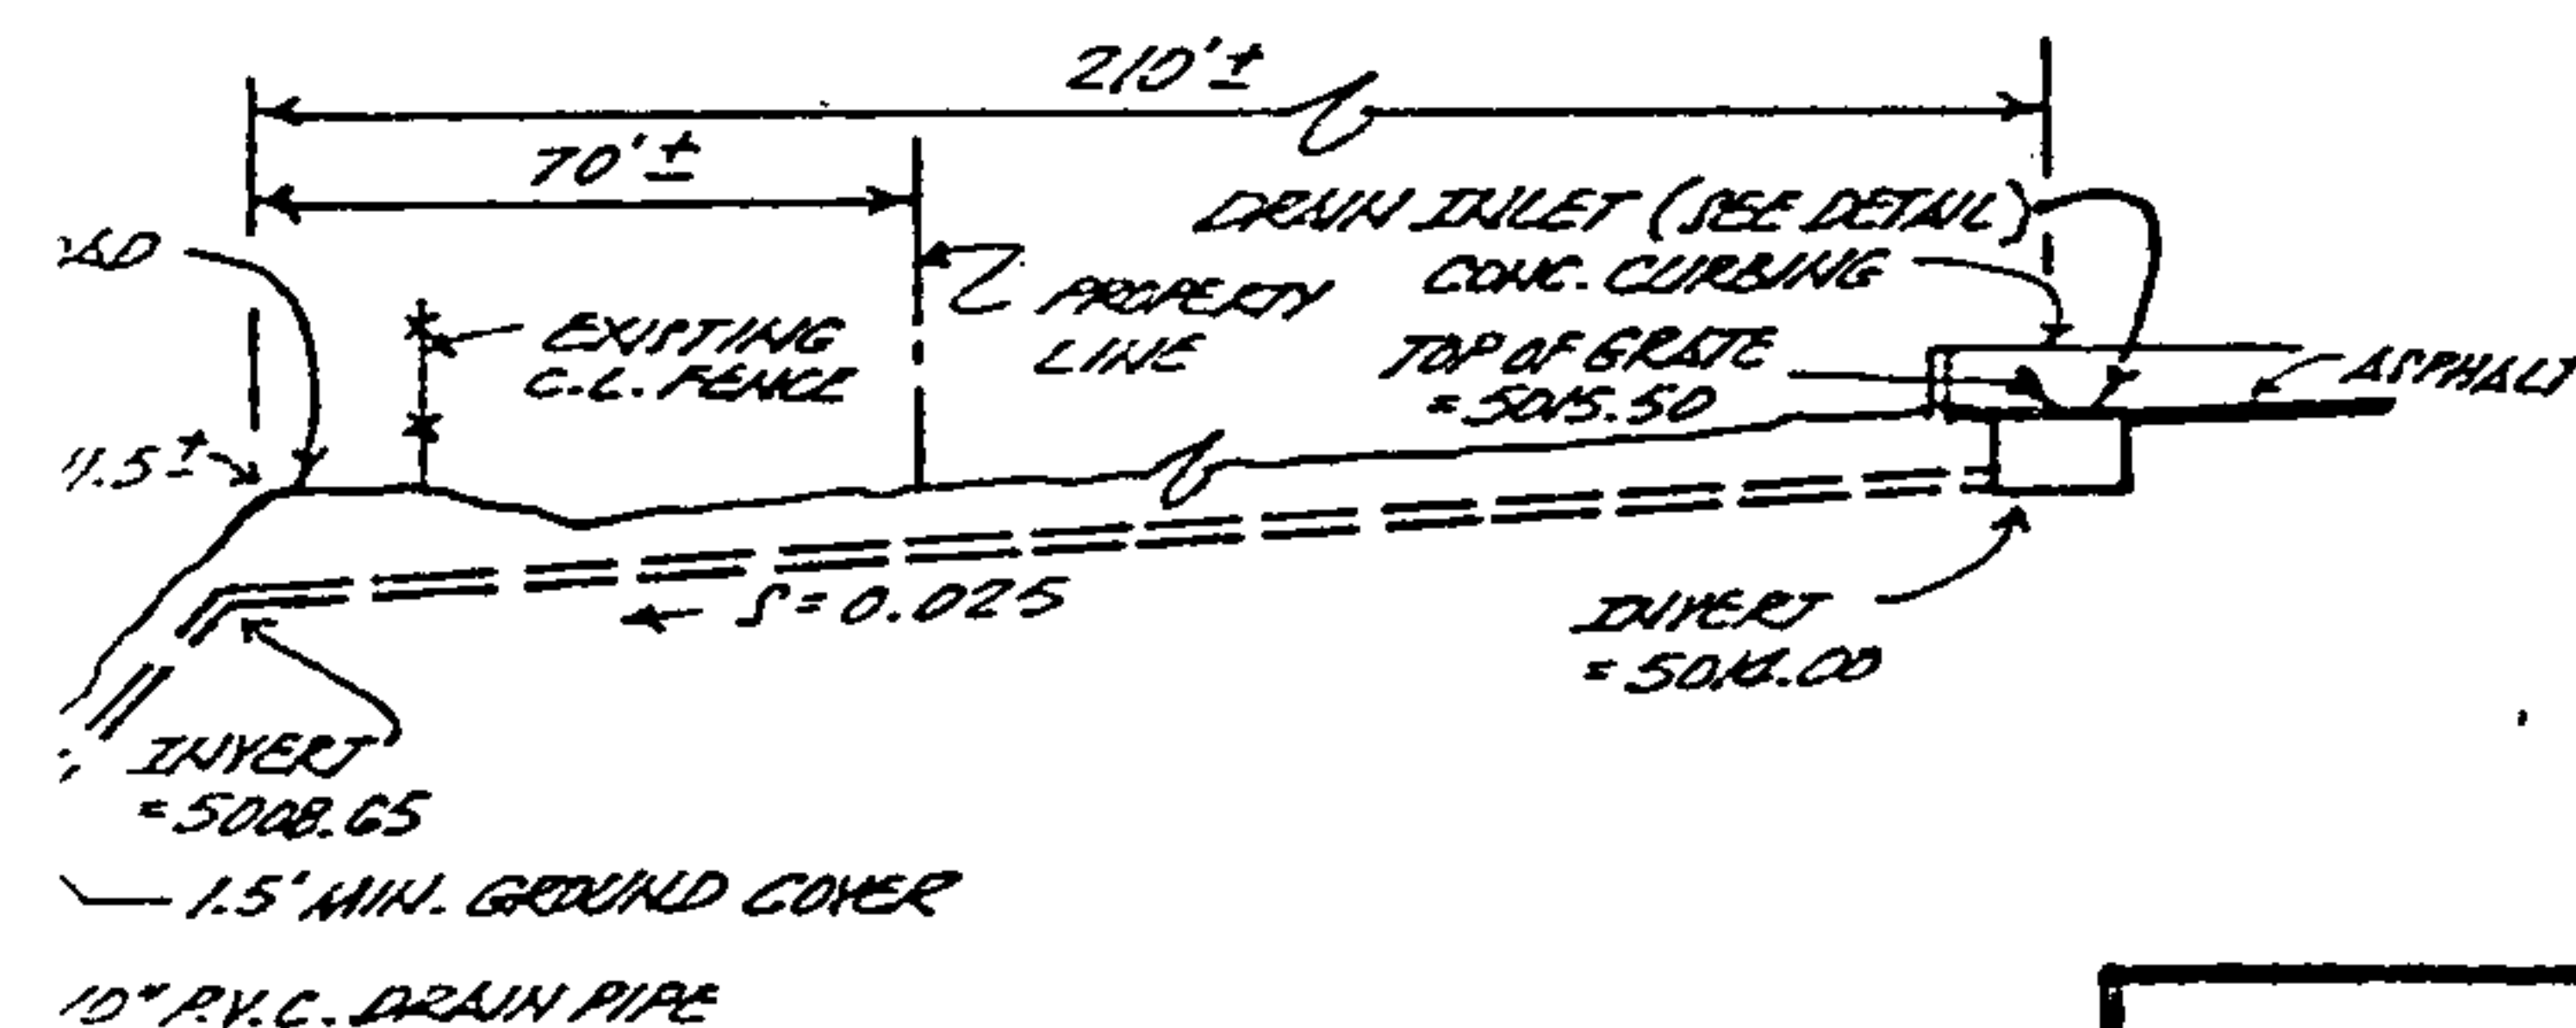 210'±
70'±
DRAIN INLET (SEE DETAIL)
CONC. CURBING
PROPERTY
LINE
EXISTING
C.L. FENCE
TOP OF GRATE
=5015.50
ASPHALT
S=0.025
INVERT
=5014.00
INVERT
=5008.65
1.5' MIN. GROUND COVER
10" P.V.C. DRAIN PIPE